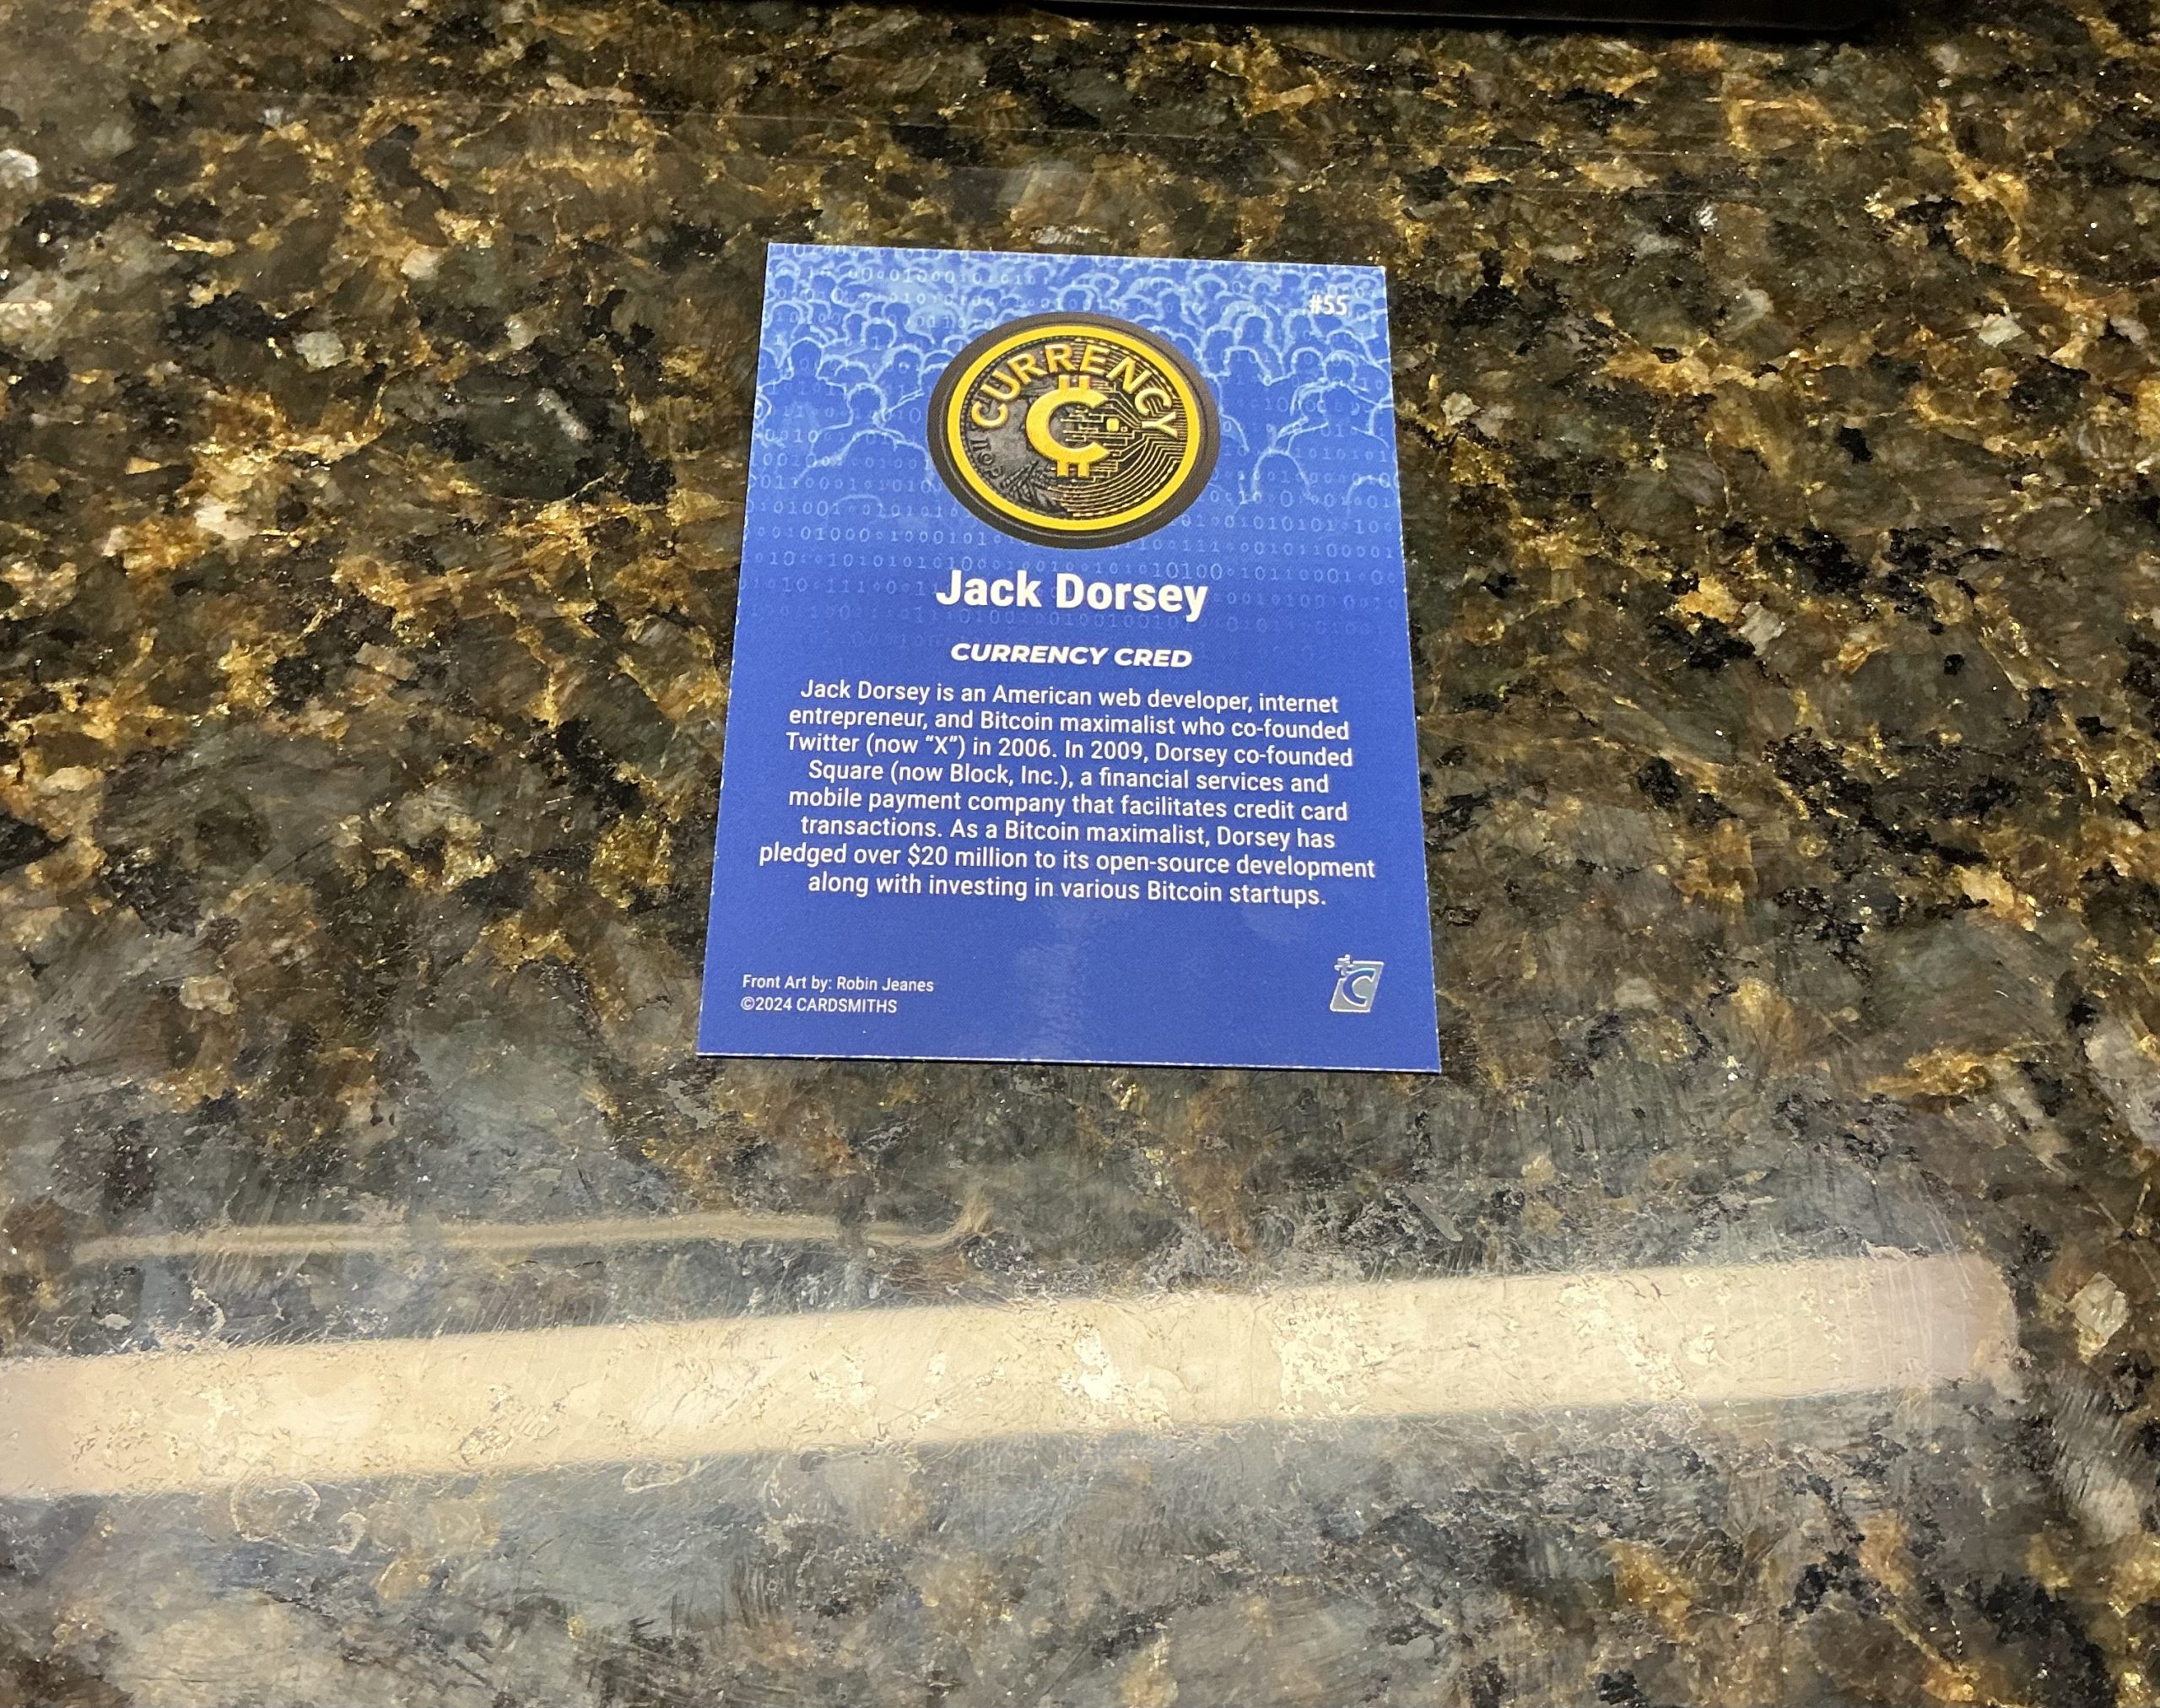 #55
CURRENCY
Jack Dorsey
CURRENCY CRED
Jack Dorsey is an American web developer, internet
entrepreneur, and Bitcoin maximalist who co-founded
Twitter (now “X”) in 2006. In 2009, Dorsey co-founded
Square (now Block, Inc.), a financial services and
mobile payment company that facilitates credit card
transactions. As a Bitcoin maximalist, Dorsey has
pledged over $20 million to its open-source development
along with investing in various Bitcoin startups.
Front Art by: Robin Jeanes
©2024 CARDSMITHS